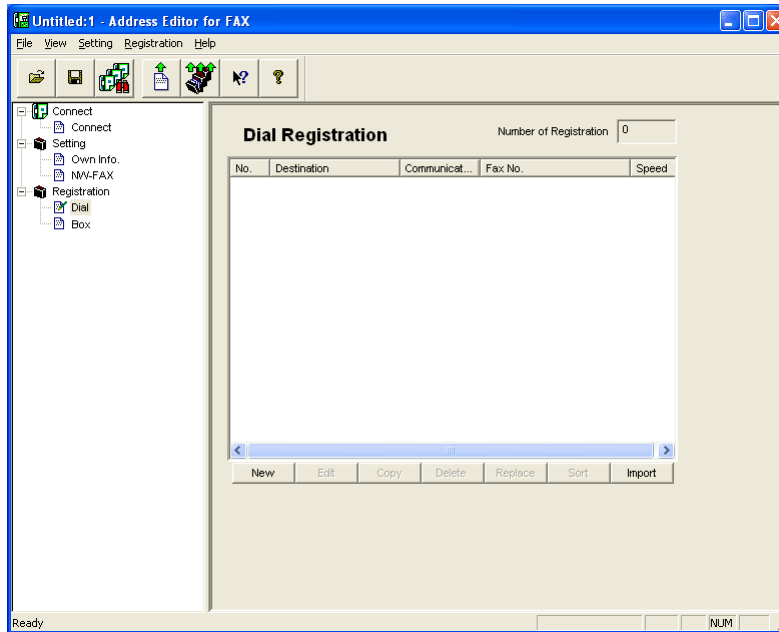 Untitled:1 - Address Editor for FAX
File View Setting Registration Help
Connect
Connect
Setting
Own Info.
NW-FAX
Registration
Dial
Box
Dial Registration
Number of Registration 0
No. Destination Communicat... Fax No. Speed
New Edit Copy Delete Replace Sort Import
Ready NUM